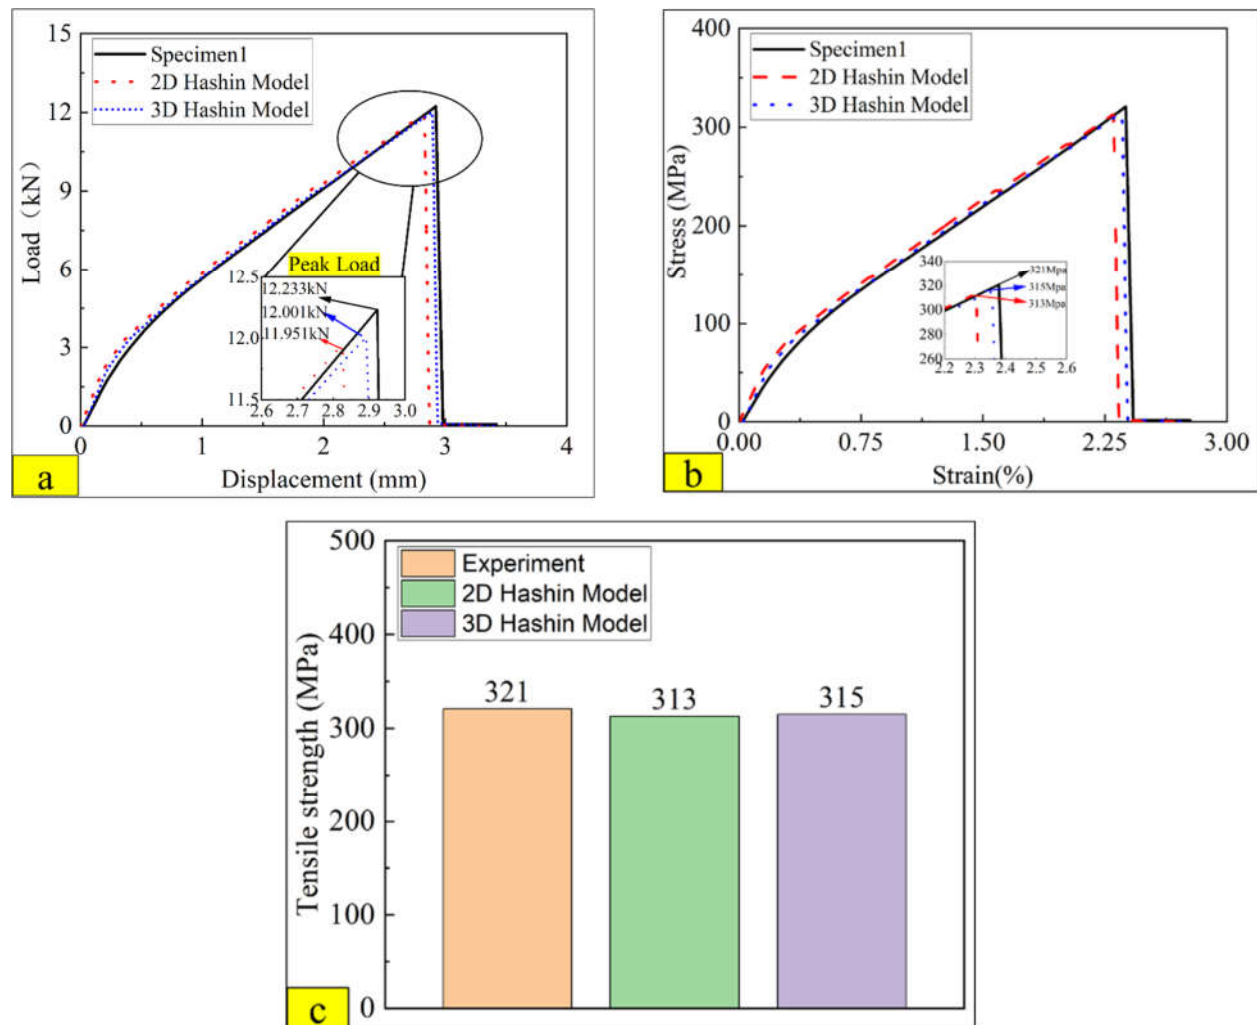 15
12
9
6
3
0
Load (kN)
Specimen1
2D Hashin Model
3D Hashin Model
Peak Load
12.233kN
12.001kN
11.951kN
12.5
12.0
11.5
2.6 2.7 2.8 2.9 3.0
0 1 2 3 4
Displacement (mm)
a
400
300
200
100
0
Stress (MPa)
Specimen1
2D Hashin Model
3D Hashin Model
340
320
300
280
260
321Mpa
315Mpa
313Mpa
2.2 2.3 2.4 2.5 2.6
0.00 0.75 1.50 2.25 3.00
Strain(%)
b
500
400
300
200
100
0
Tensile strength (MPa)
Experiment
2D Hashin Model
3D Hashin Model
321 313 315
c